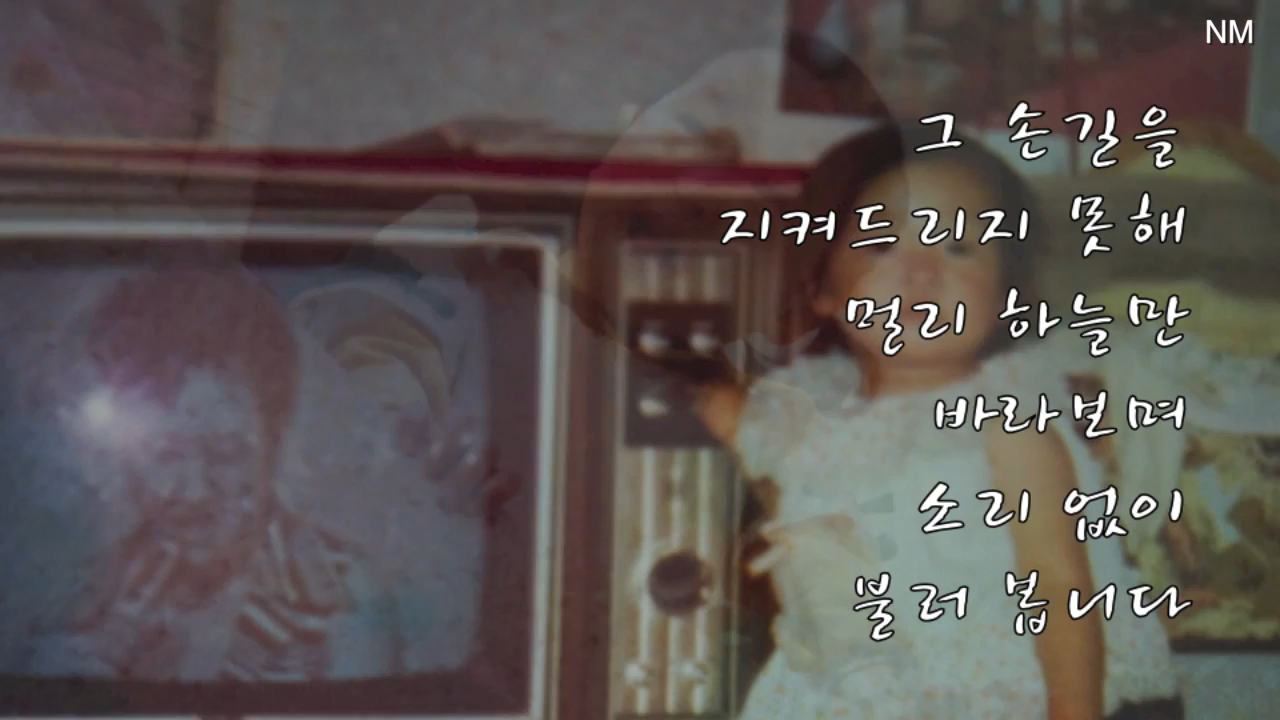 NM
그 손길을
지켜드리지 못해
멀리 하늘만
바라보며
소리 없이
불러 봅니다